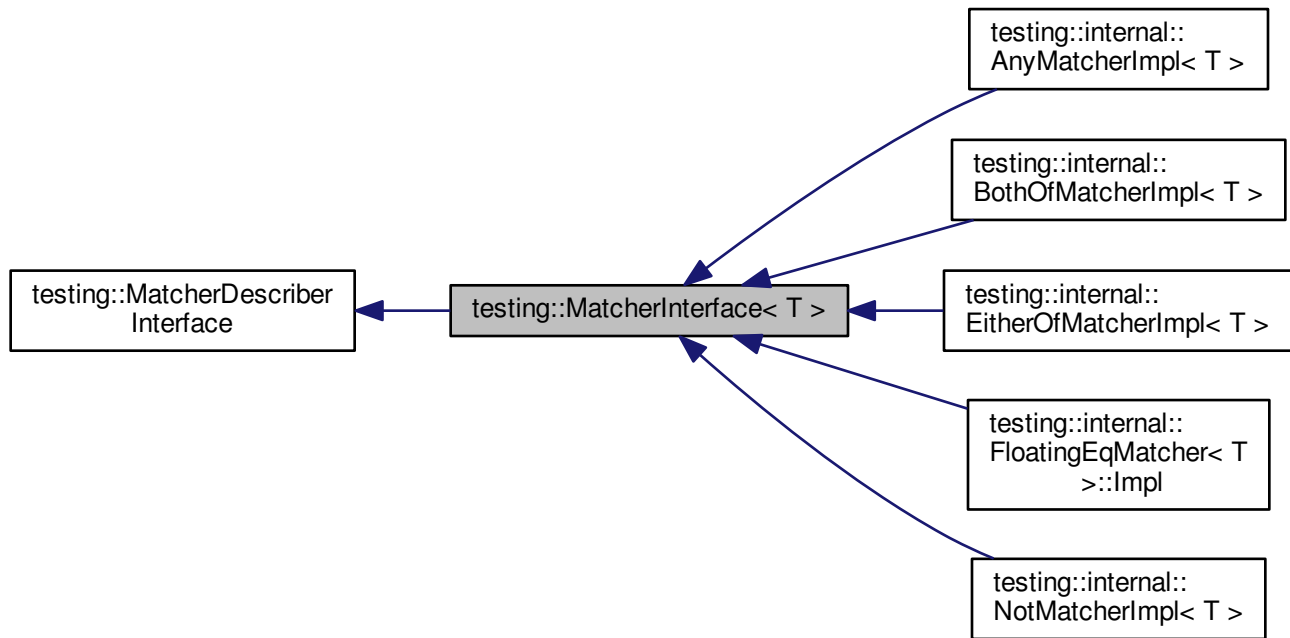 testing::internal::
AnyMatcherImpl< T >
testing::internal::
BothOfMatcherImpl< T >
testing::MatcherDescriber
Interface
testing::MatcherInterface< T >
testing::internal::
EitherOfMatcherImpl< T >
testing::internal::
FloatingEqMatcher< T
>::Impl
testing::internal::
NotMatcherImpl< T >